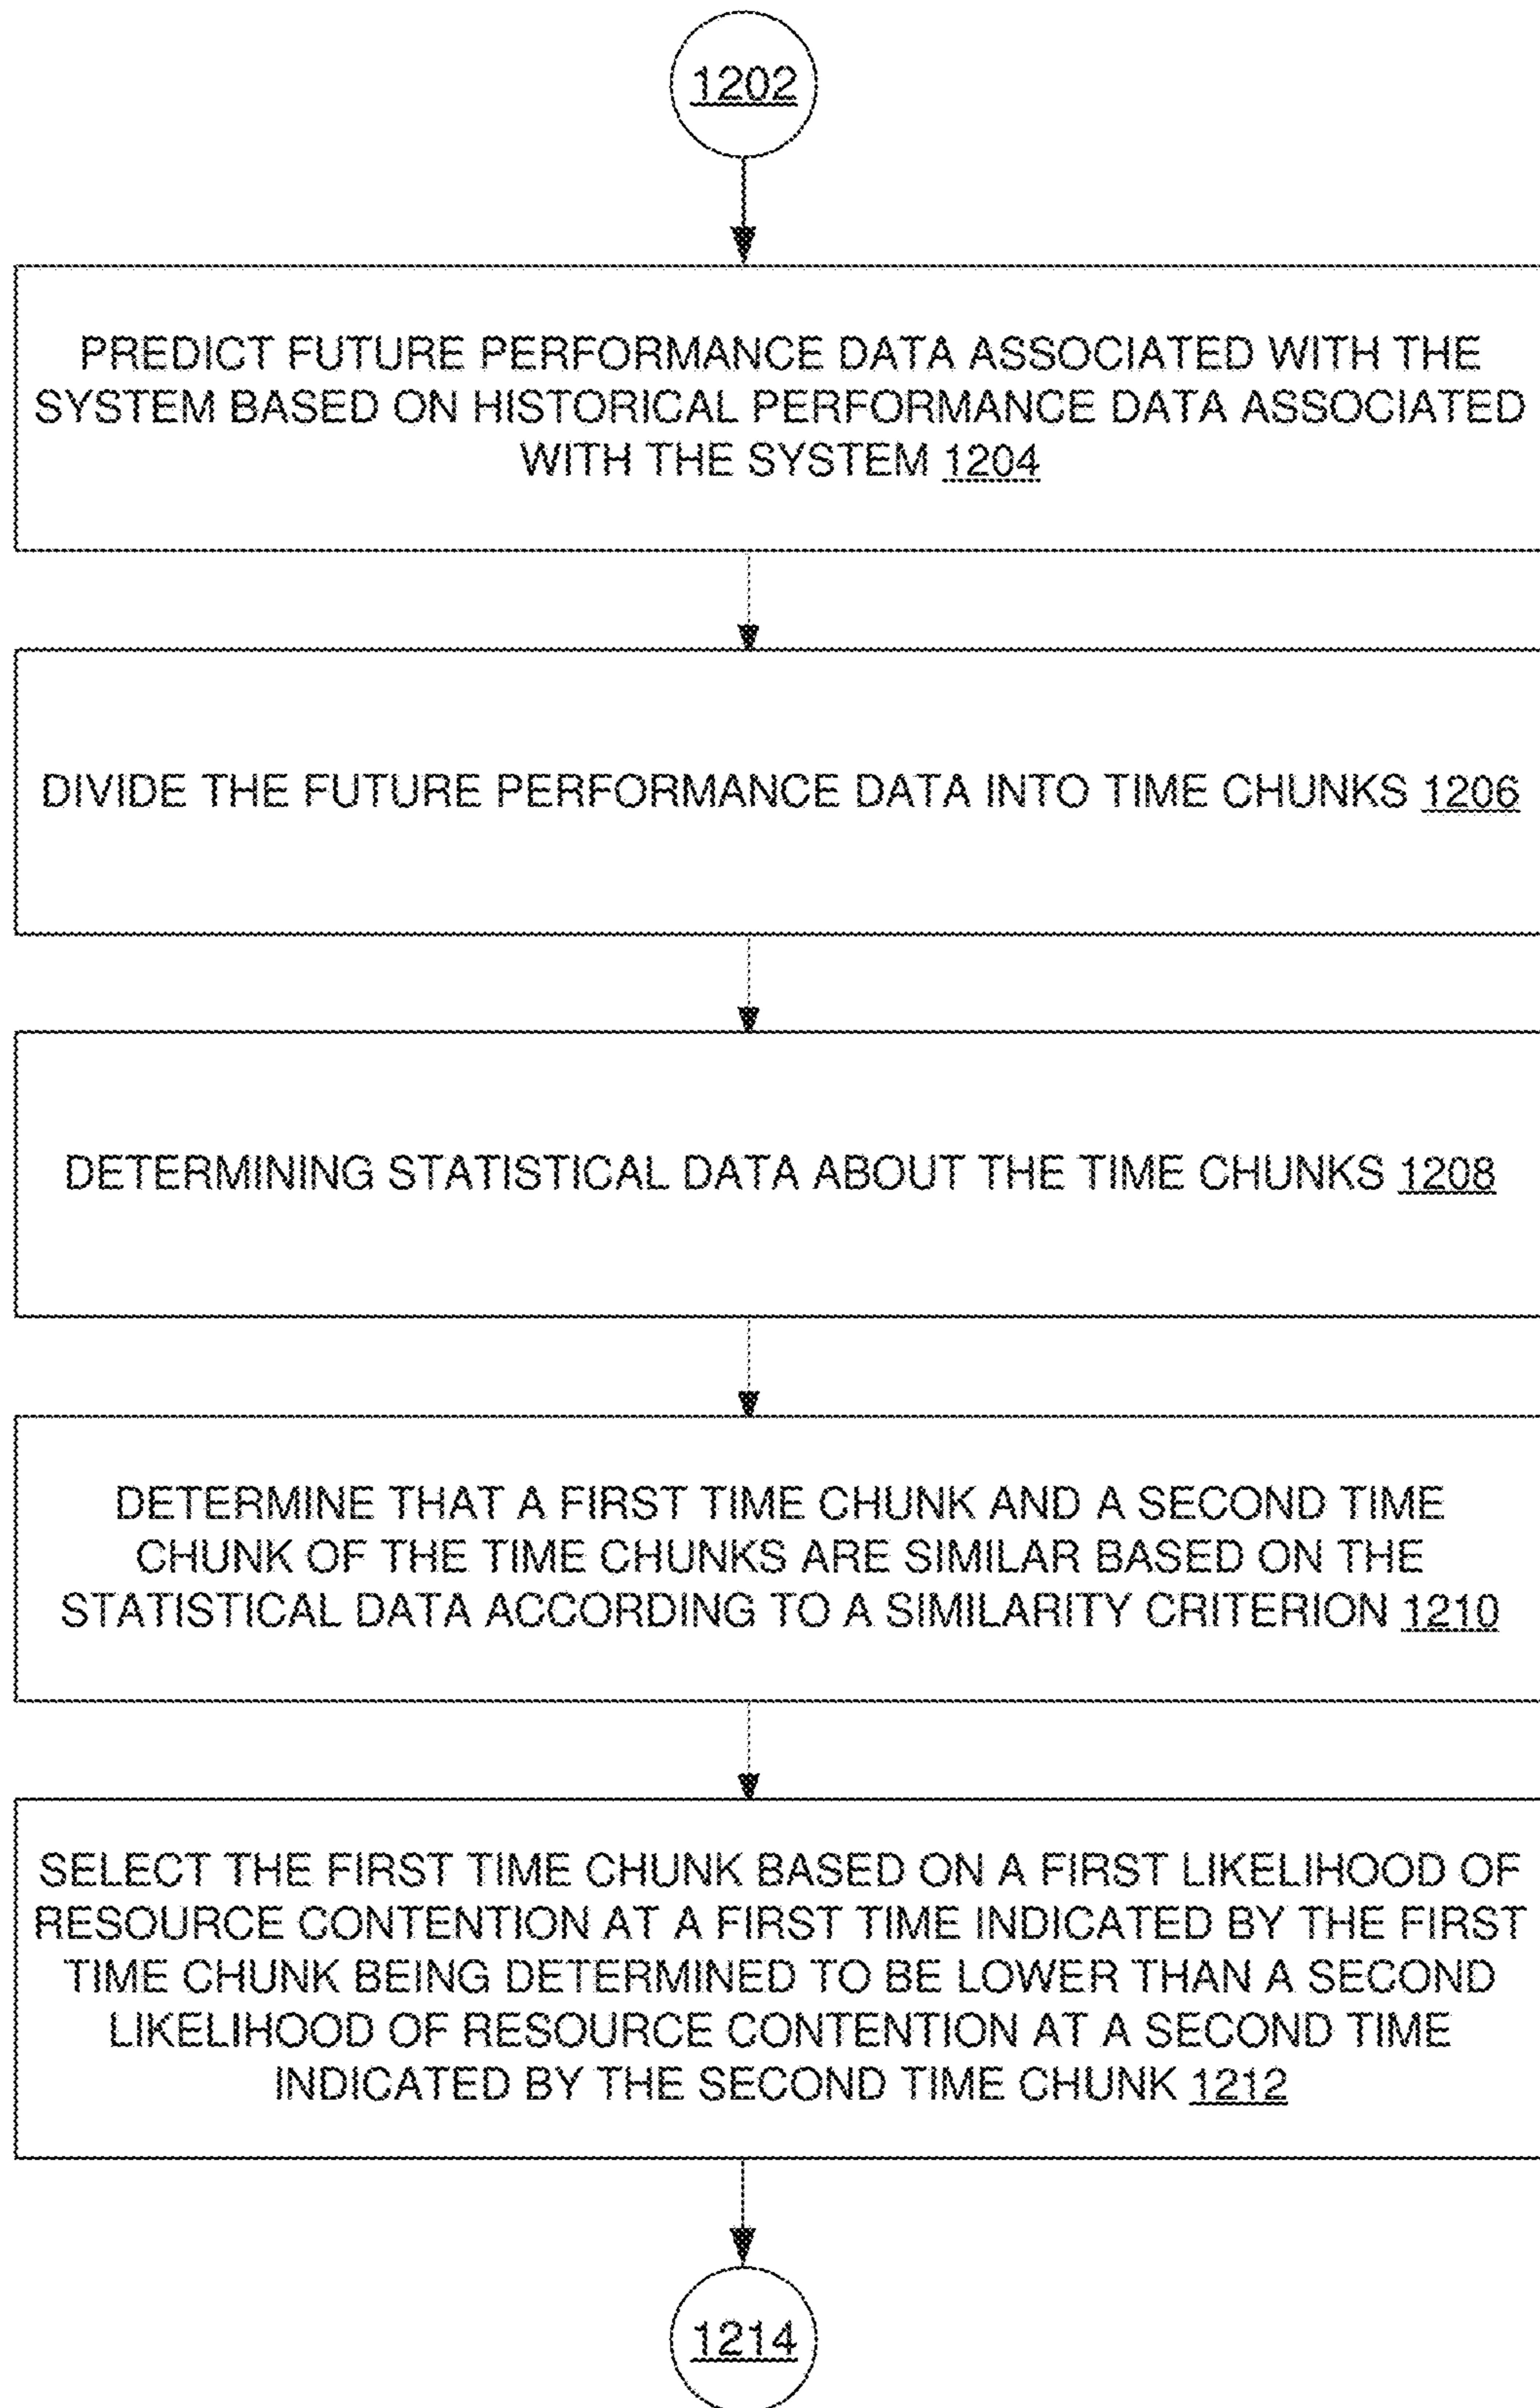 1202
PREDICT FUTURE PERFORMANCE DATA ASSOCIATED WITH THE
SYSTEM BASED ON HISTORICAL PERFORMANCE DATA ASSOCIATED
WITH THE SYSTEM 1204
DIVIDE THE FUTURE PERFORMANCE DATA INTO TIME CHUNKS 1206
DETERMINING STATISTICAL DATA ABOUT THE TIME CHUNKS 1208
DETERMINE THAT A FIRST TIME CHUNK AND A SECOND TIME
CHUNK OF THE TIME CHUNKS ARE SIMILAR BASED ON THE
STATISTICAL DATA ACCORDING TO A SIMILARITY CRITERION 1210
SELECT THE FIRST TIME CHUNK BASED ON A FIRST LIKELIHOOD OF
RESOURCE CONTENTION AT A FIRST TIME INDICATED BY THE FIRST
TIME CHUNK BEING DETERMINED TO BE LOWER THAN A SECOND
LIKELIHOOD OF RESOURCE CONTENTION AT A SECOND TIME
INDICATED BY THE SECOND TIME CHUNK 1212
1214